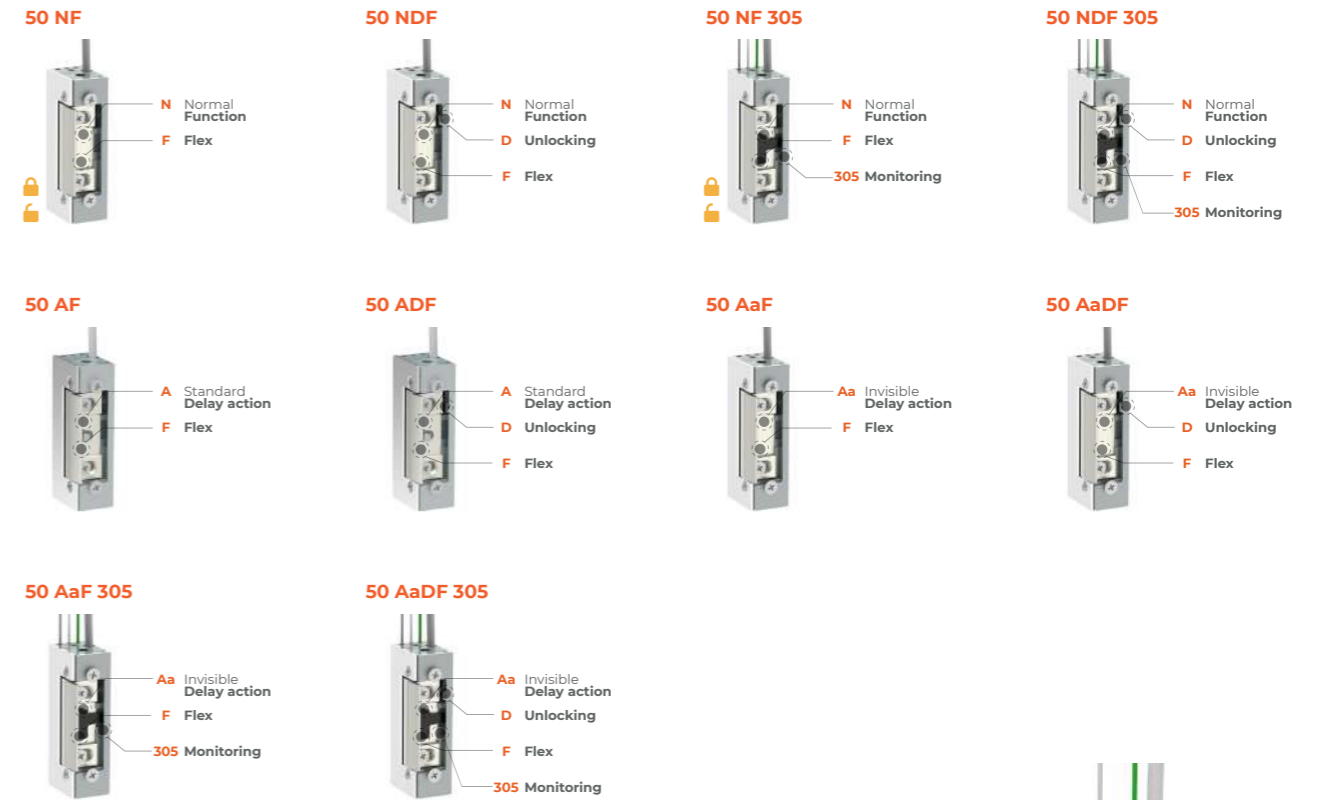 50 NF
N Normal
Function
F Flex
50 NDF
N Normal
Function
D Unlocking
F Flex
50 NF 305
N Normal
Function
F Flex
305 Monitoring
50 NDF 305
N Normal
Function
D Unlocking
F Flex
305 Monitoring
50 AF
A Standard
Delay action
F Flex
50 ADF
A Standard
Delay action
D Unlocking
F Flex
50 AaF
Aa Invisible
Delay action
F Flex
50 AaDF
Aa Invisible
Delay action
D Unlocking
F Flex
50 AaF 305
Aa Invisible
Delay action
F Flex
305 Monitoring
50 AaDF 305
Aa Invisible
Delay action
D Unlocking
F Flex
305 Monitoring